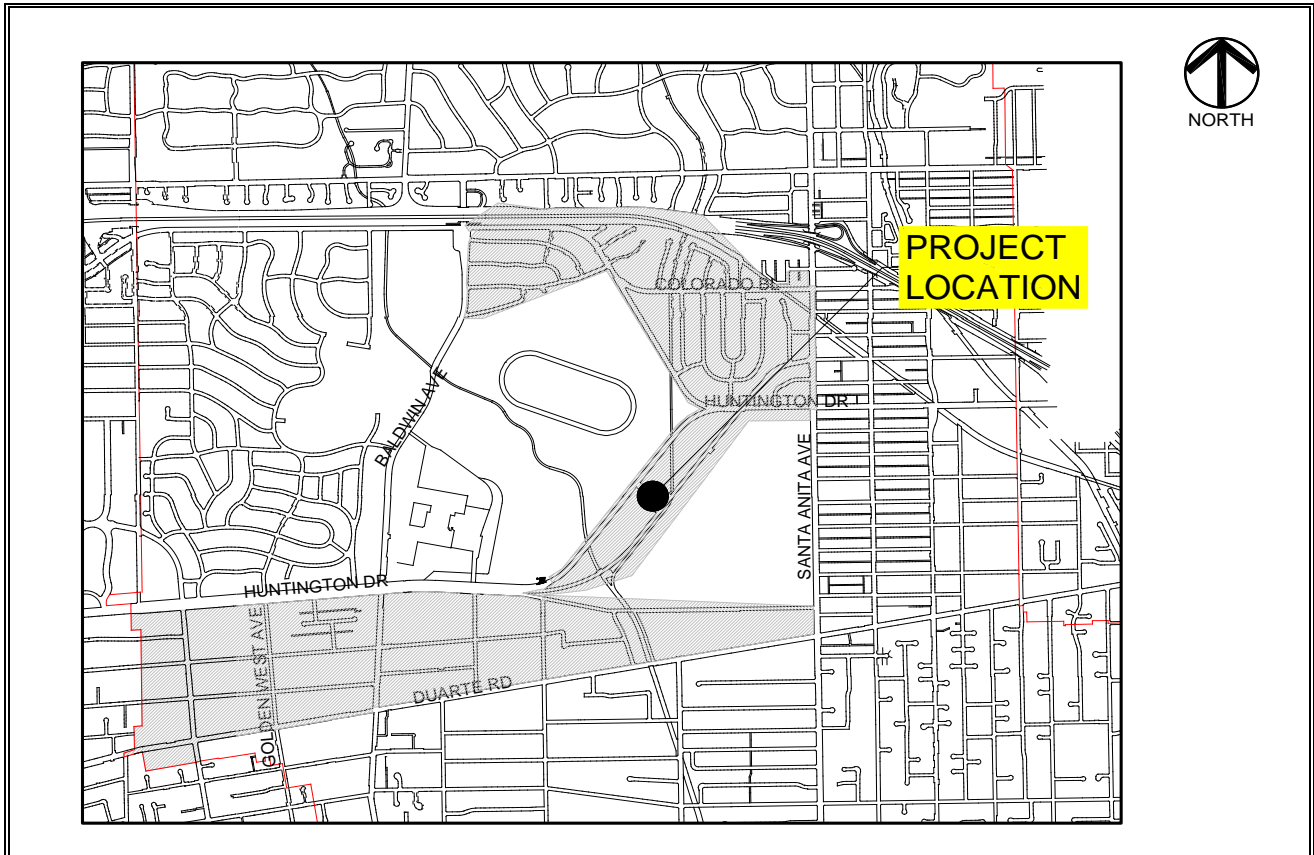 NORTH
PROJECT
LOCATION
COLORADO BL
HUNTINGTON DR
BALDWIN AVE
SANTA ANITA AVE
HUNTINGTON DR
GOLDEN WEST AVE
DUARTE RD